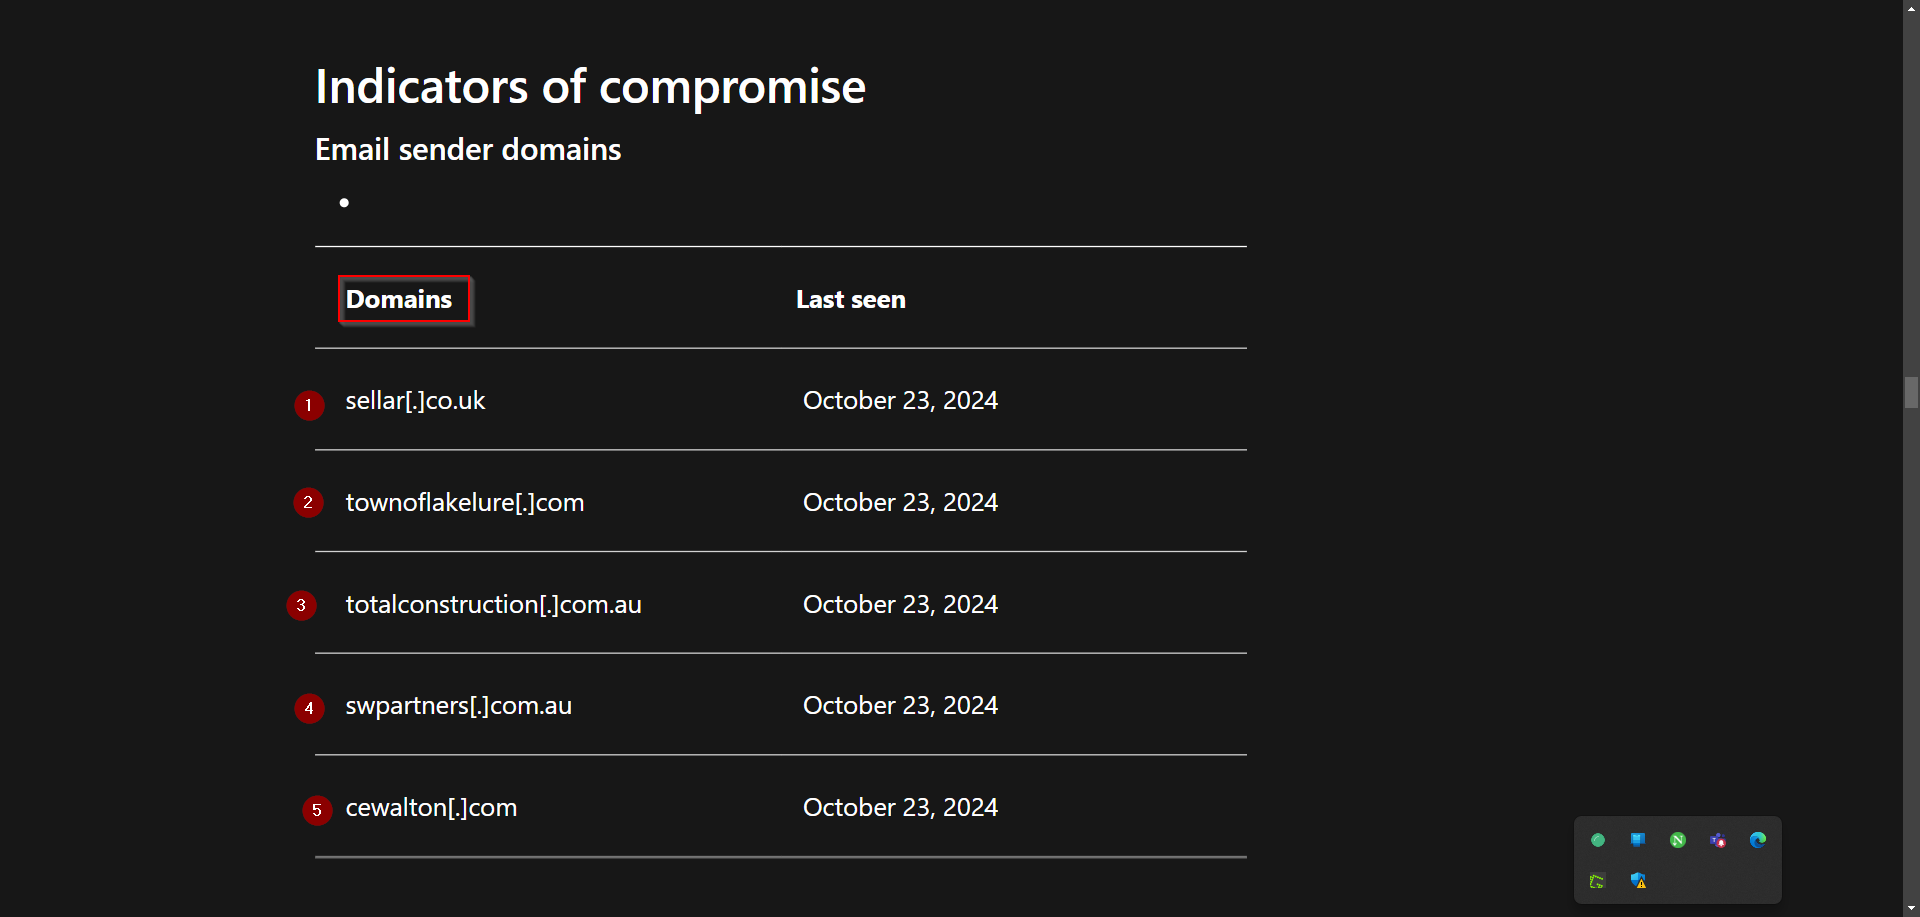 Indicators of compromise
Email sender domains
•
Domains Last seen
1 sellar[.]co.uk October 23, 2024
2 townoflakelure[.]com October 23, 2024
3 totalconstruction[.]com.au October 23, 2024
4 swpartners[.]com.au October 23, 2024
5 cewalton[.]com October 23, 2024